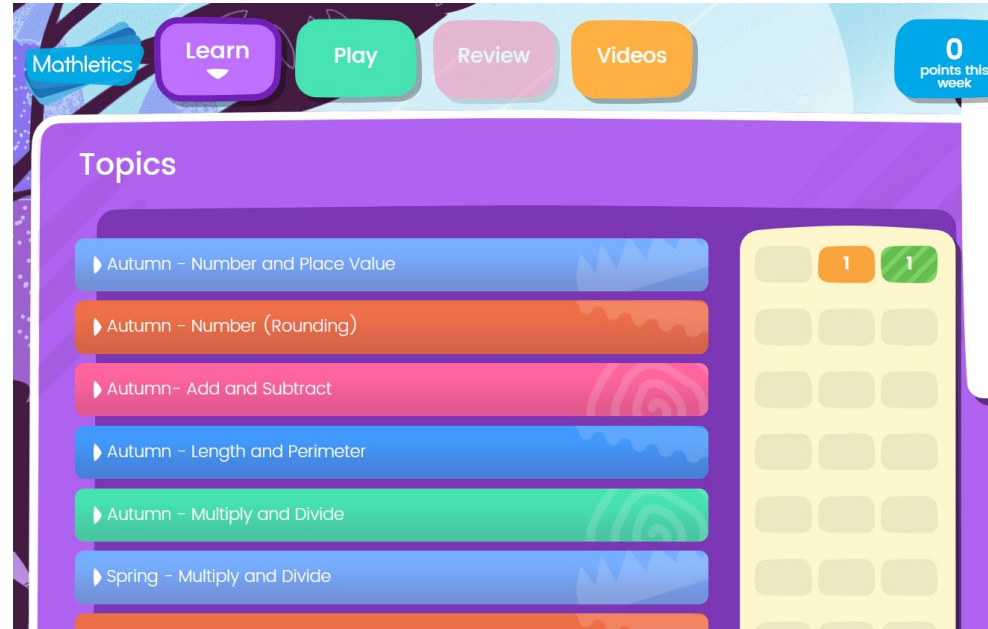 Mathletics
Learn
Play
Review
Videos
0
points this
week
Topics
Autumn - Number and Place Value
1
1
Autumn - Number (Rounding)
Autumn- Add and Subtract
Autumn - Length and Perimeter
Autumn - Multiply and Divide
Spring - Multiply and Divide